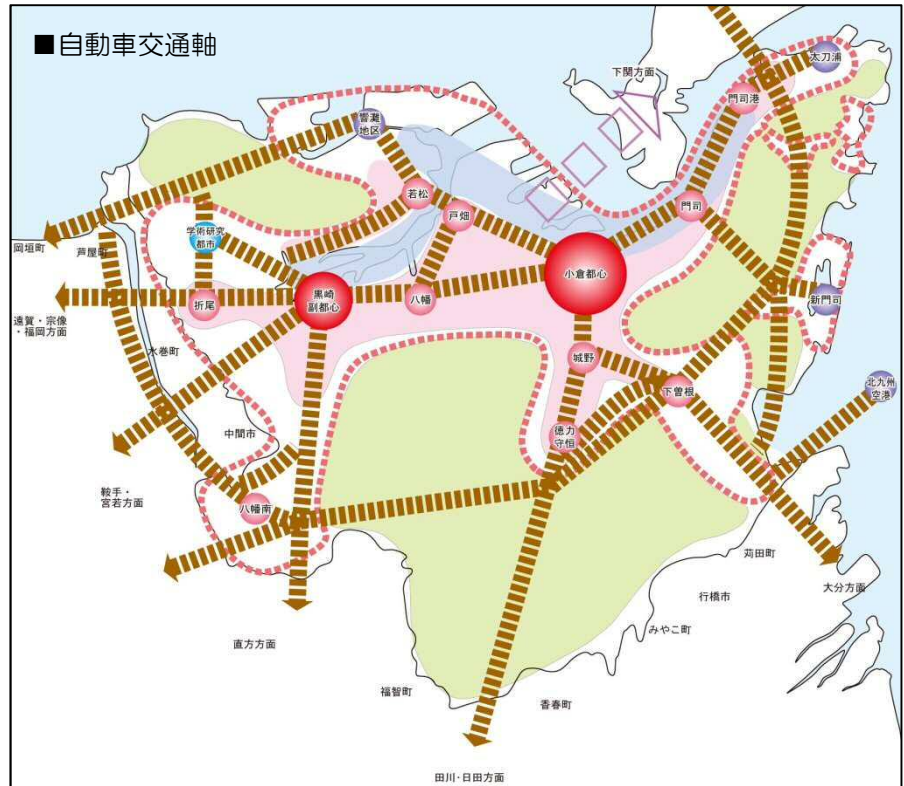 ■自動車交通軸
下関方面
太刀浦
門司港
響灘
地区
若松
戸畑
門司
学術研究
都市
岡垣町
芦屋町
小倉都心
黒崎
副都心
八幡
折尾
新門司
遠賀・宗像
・福岡方面
水巻町
城野
下曽根
北九州
空港
徳力
守恒
中間市
鞍手・
宮若方面
八幡南
苅田町
大分方面
行橋市
みやこ町
直方方面
福智町
香春町
田川・日田方面